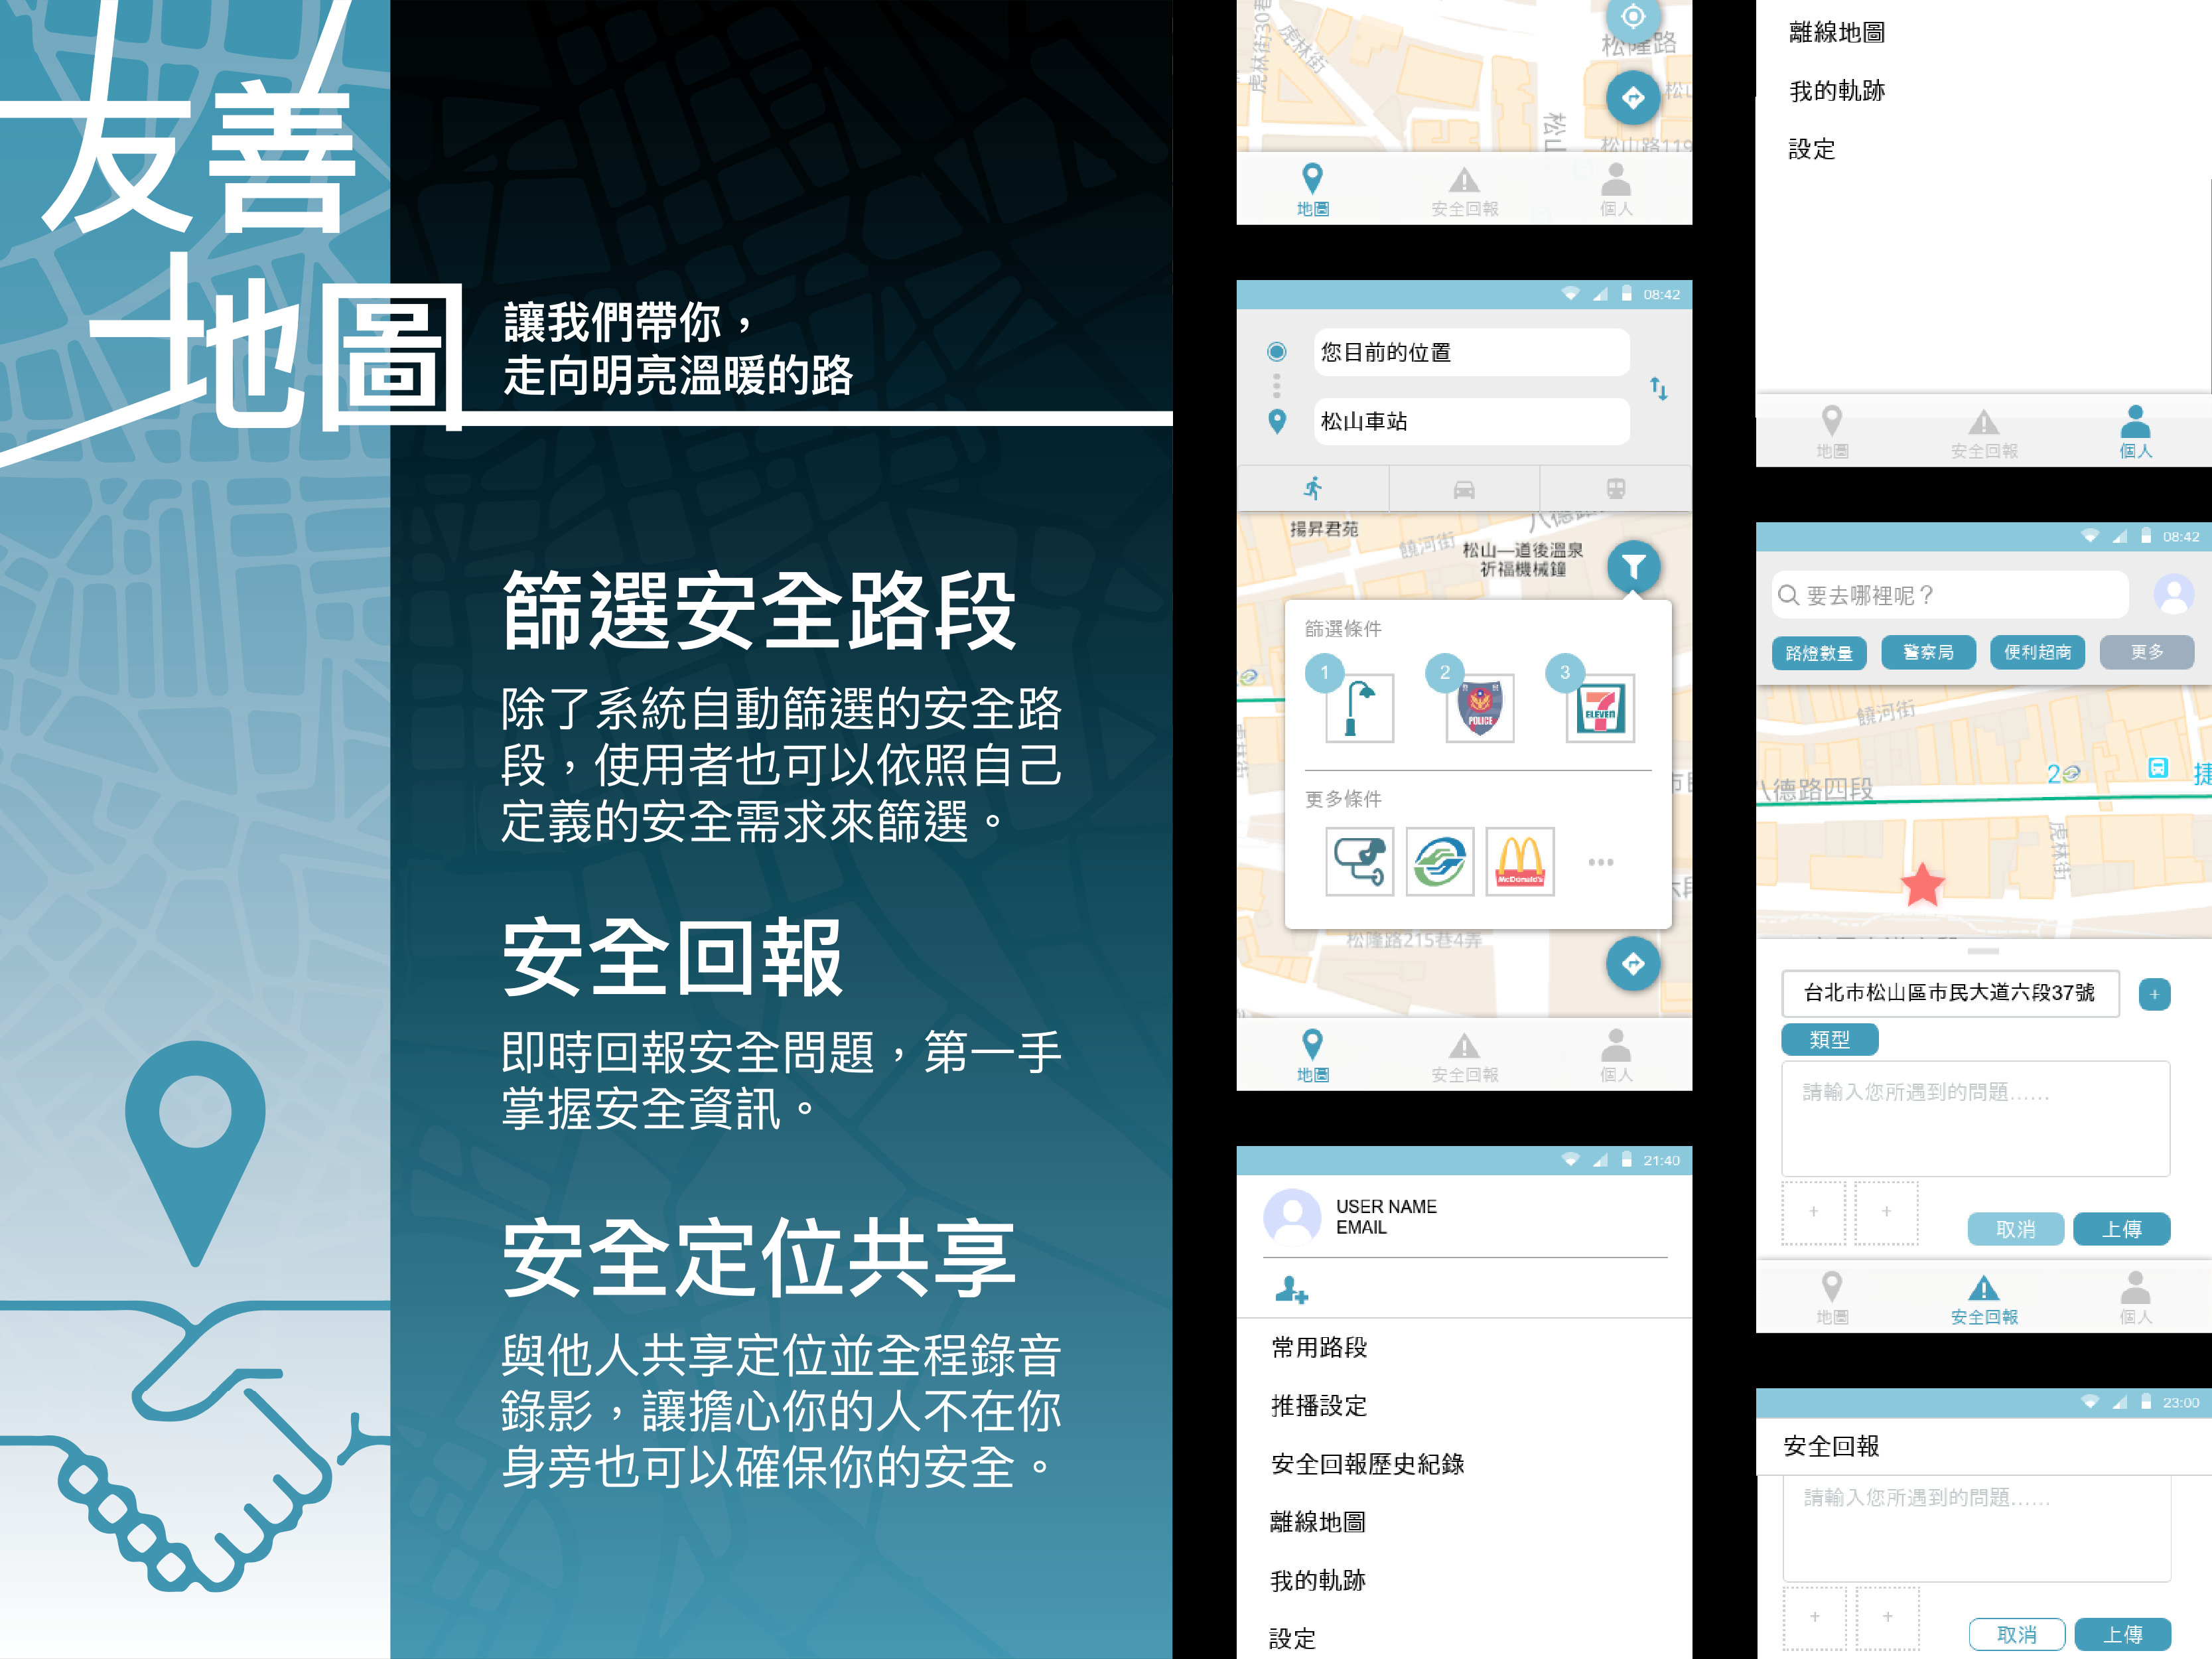 友善
地圖
讓我們帶你，
走向明亮溫暖的路
篩選安全路段
除了系統自動篩選的安全路
段，使用者也可以依照自己
定義的安全需求來篩選。
安全回報
即時回報安全問題，第一手
掌握安全資訊。
安全定位共享
與他人共享定位並全程錄音
錄影，讓擔心你的人不在你
身旁也可以確保你的安全。
虎林街30巷
虎林街
松隆路
松山
松山路119
地圖
安全回報
個人
08:42
您目前的位置
松山車站
揚昇君苑
饒河街
八德路
松山—道後溫泉
祈福機械鐘
篩選條件
1
2
3
POLICE
7
ELEVEN
更多條件
McDonald's
松隆路215巷4弄
地圖
安全回報
個人
21:40
USER NAME
EMAIL
常用路段
推播設定
安全回報歷史紀錄
離線地圖
我的軌跡
設定
離線地圖
我的軌跡
設定
地圖
安全回報
個人
08:42
要去哪裡呢？
路燈數量
警察局
便利超商
更多
饒河街
2
捷
八德路四段
虎林街
台北市松山區市民大道六段37號
+
類型
請輸入您所遇到的問題......
+
+
取消
上傳
地圖
安全回報
個人
23:00
安全回報
請輸入您所遇到的問題......
+
+
取消
上傳